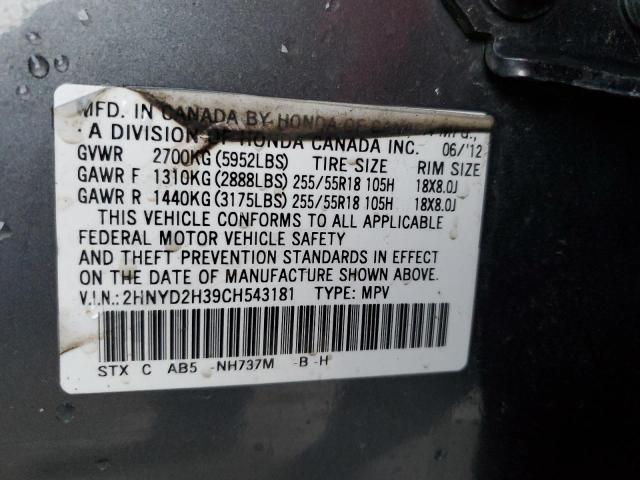 MFD. IN CANADA BY HONDA OF CANADA MFG.,
· A DIVISION OF HONDA CANADA INC. 06/'12
GVWR 2700KG (5952LBS) TIRE SIZE RIM SIZE
GAWR F 1310KG (2888LBS) 255/55R18 105H 18X8.0J
GAWR R 1440KG (3175LBS) 255/55R18 105H 18X8.0J
THIS VEHICLE CONFORMS TO ALL APPLICABLE
FEDERAL MOTOR VEHICLE SAFETY
AND THEFT PREVENTION STANDARDS IN EFFECT
ON THE DATE OF MANUFACTURE SHOWN ABOVE.
V.I.N.: 2HNYD2H39CH543181 TYPE: MPV
STX C AB5 -NH737M -B -H